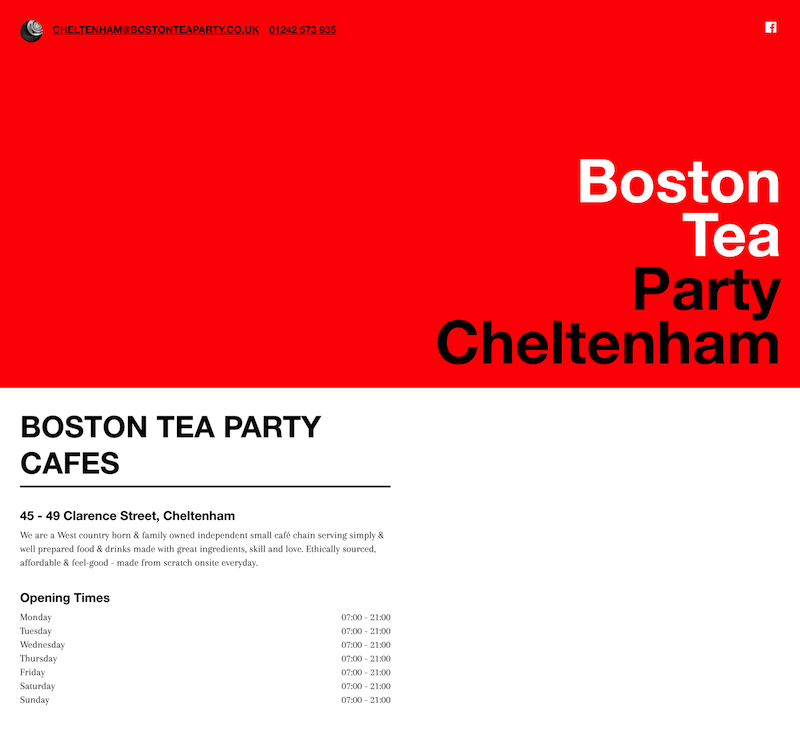 CHELTENHAM@BOSTONTEAPARTY.CO.UK 01242 573 935
Boston
Tea
Party
Cheltenham
BOSTON TEA PARTY
CAFES
45 - 49 Clarence Street, Cheltenham
We are a West country born & family owned independent small café chain serving simply &
well prepared food & drinks made with great ingredients, skill and love. Ethically sourced,
affordable & feel-good - made from scratch onsite everyday.
Opening Times
Monday 07:00 - 21:00
Tuesday 07:00 - 21:00
Wednesday 07:00 - 21:00
Thursday 07:00 - 21:00
Friday 07:00 - 21:00
Saturday 07:00 - 21:00
Sunday 07:00 - 21:00